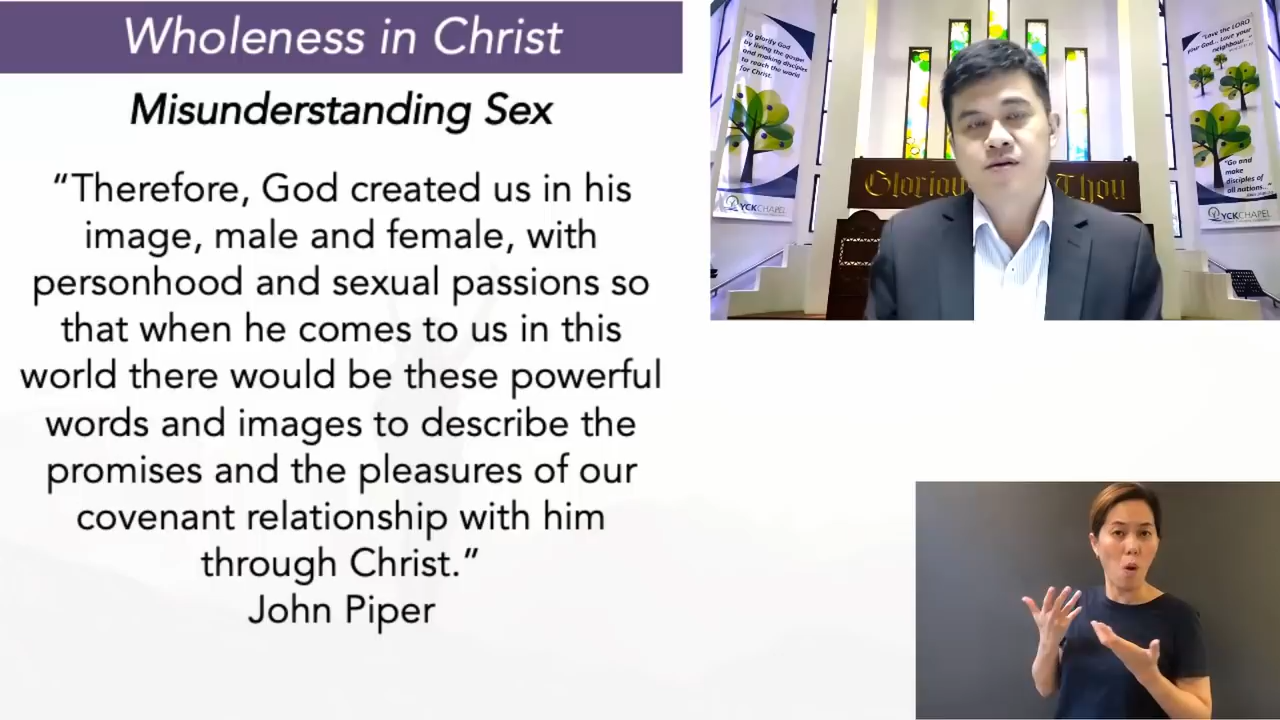 Wholeness in Christ
Misunderstanding Sex
“Therefore, God created us in his
image, male and female, with
personhood and sexual passions so
that when he comes to us in this
world there would be these powerful
words and images to describe the
promises and the pleasures of our
covenant relationship with him
through Christ.”
John Piper
To glorify God
by living the gospel
and making disciples
to reach the world
for Christ.
YCKCHAPEL
Thou
"Love the LORD
your God... Love your
neighbour..."
"Go and
make
disciples of
all nations..."
YCKCHAPEL